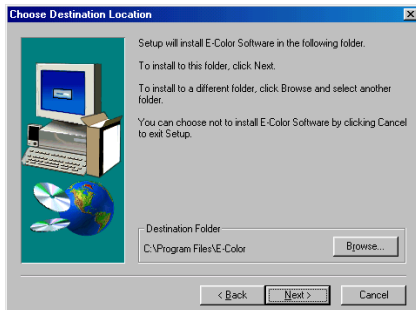 Choose Destination Location
Setup will install E-Color Software in the following folder.
To install to this folder, click Next.
To install to a different folder, click Browse and select another
folder.
You can choose not to install E-Color Software by clicking Cancel
to exit Setup.
Destination Folder
C:\Program Files\E-Color
Browse...
< Back
Next >
Cancel